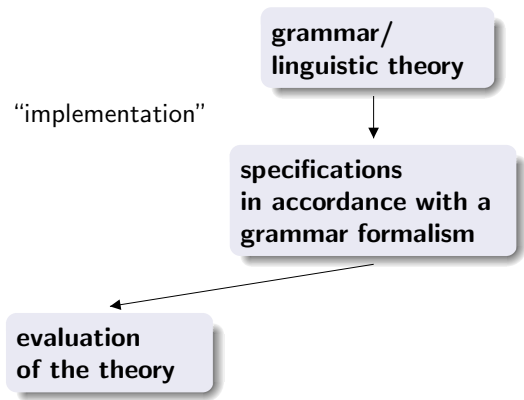 grammar/
linguistic theory
“implementation”
specifications
in accordance with a
grammar formalism
evaluation
of the theory